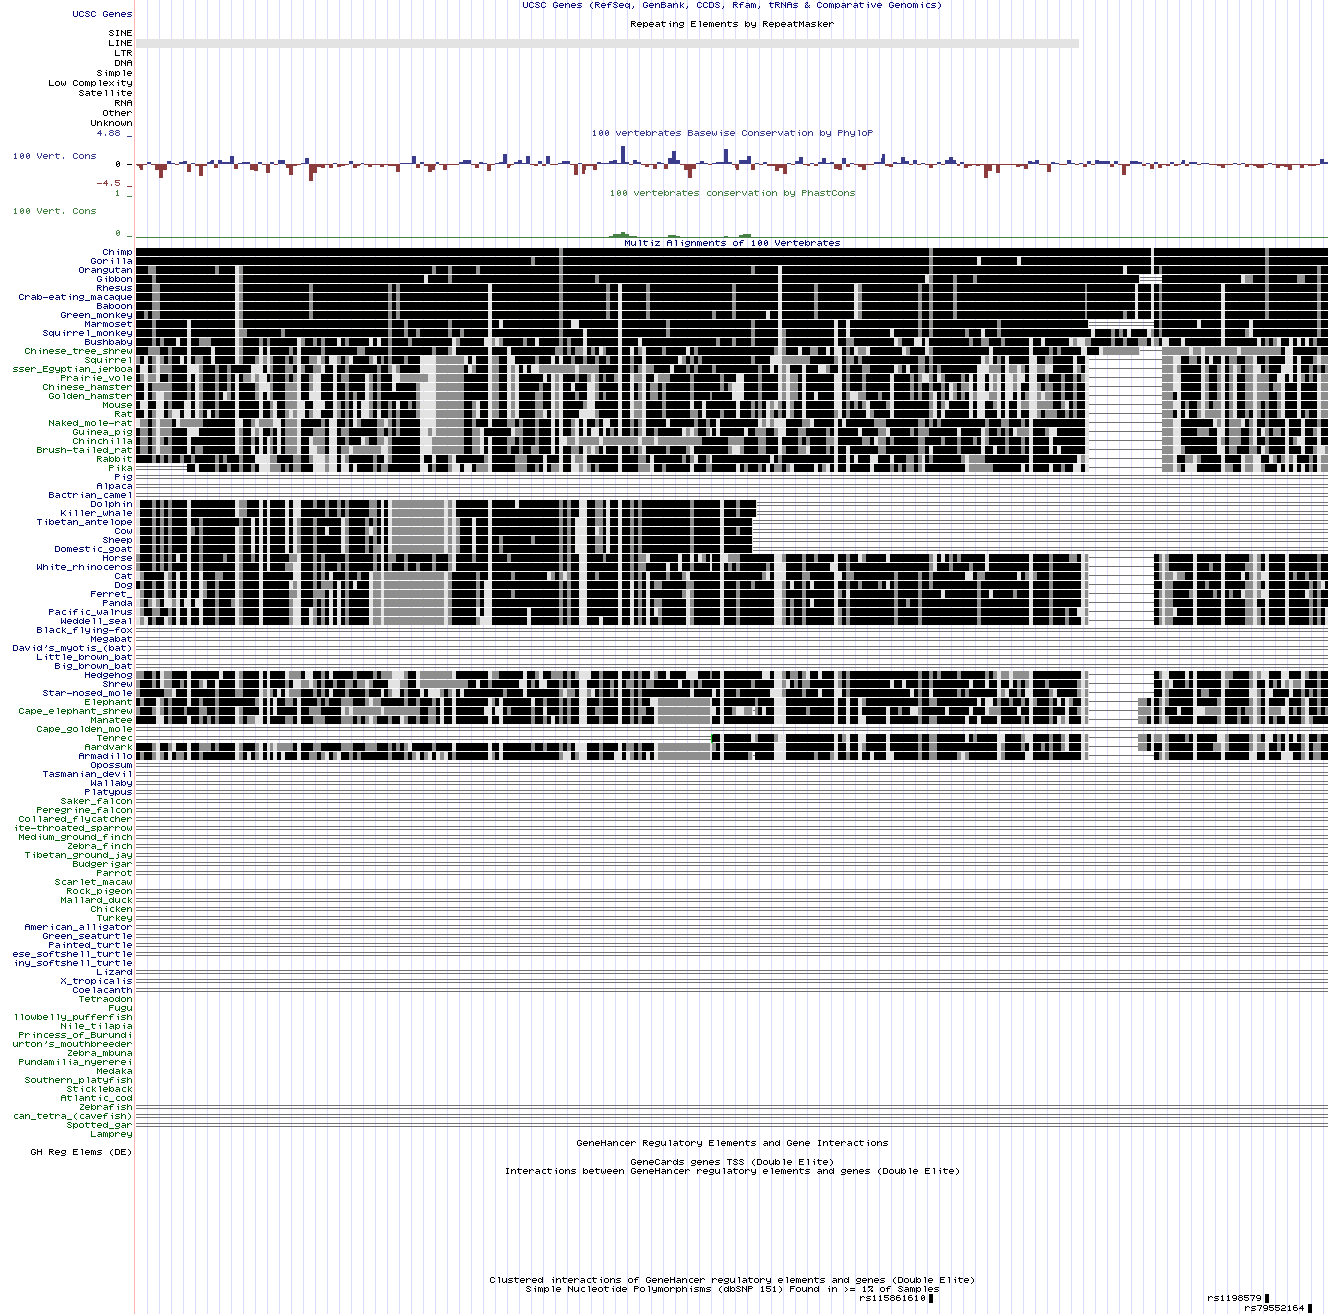 UCSC Genes (RefSeq, GenBank, CCDS, Rfam, tRNAs & Comparative Genomics)
UCSC Genes
Repeating Elements by RepeatMasker
SINE
LINE
LTR
DNA
Simple
Low Complexity
Satellite
RNA
Other
Unknown
100 vertebrates Basewise Conservation by PhyloP
4.88 _
100 Vert. Cons
0 _
-4.5 _
100 vertebrates conservation by PhastCons
1 _
100 Vert. Cons
0 _
Multiz Alignments of 100 Vertebrates
Chimp
Gorilla
Orangutan
Gibbon
Rhesus
Crab-eating_macaque
Baboon
Green_monkey
Marmoset
Squirrel_monkey
Bushbaby
Chinese_tree_shrew
Squirrel
sser_Egyptian_jerboa
Prairie_vole
Chinese_hamster
Golden_hamster
Mouse
Rat
Naked_mole-rat
Guinea_pig
Chinchilla
Brush-tailed_rat
Rabbit
Pika
Pig
Alpaca
Bactrian_camel
Dolphin
Killer_whale
Tibetan_antelope
Cow
Sheep
Domestic_goat
Horse
White_rhinoceros
Cat
Dog
Ferret_
Panda
Pacific_walrus
Weddell_seal
Black_flying-fox
Megabat
David's_myotis_(bat)
Little_brown_bat
Big_brown_bat
Hedgehog
Shrew
Star-nosed_mole
Elephant
Cape_elephant_shrew
Manatee
Cape_golden_mole
Tenrec
Aardvark
Armadillo
Opossum
Tasmanian_devil
Wallaby
Platypus
Saker_falcon
Peregrine_falcon
Collared_flycatcher
ite-throated_sparrow
Medium_ground_finch
Zebra_finch
Tibetan_ground_jay
Budgerigar
Parrot
Scarlet_macaw
Rock_pigeon
Mallard_duck
Chicken
Turkey
American_alligator
Green_seaturtle
Painted_turtle
ese_softshell_turtle
iny_softshell_turtle
Lizard
X_tropicalis
Coelacanth
Tetraodon
Fugu
llowbelly_pufferfish
Nile_tilapia
Princess_of_Burundi
urton's_mouthbreeder
Zebra_mbuna
Pundamilia_nyererei
Medaka
Southern_platyfish
Stickleback
Atlantic_cod
Zebrafish
can_tetra_(cavefish)
Spotted_gar
Lamprey
GeneHancer Regulatory Elements and Gene Interactions
GH Reg Elems (DE)
GeneCards genes TSS (Double Elite)
Interactions between GeneHancer regulatory elements and genes (Double Elite)
Clustered interactions of GeneHancer regulatory elements and genes (Double Elite)
Simple Nucleotide Polymorphisms (dbSNP 151) Found in >= 1% of Samples
rs115861610 rs1198579
rs79552164